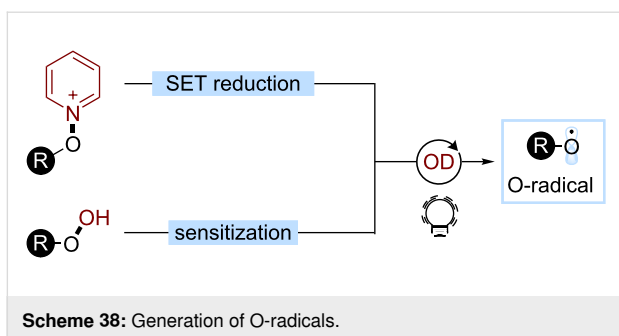 +
N
O
R
SET reduction
OH
O
R
sensitization
OD
R-O
O-radical
Scheme 38: Generation of O-radicals.